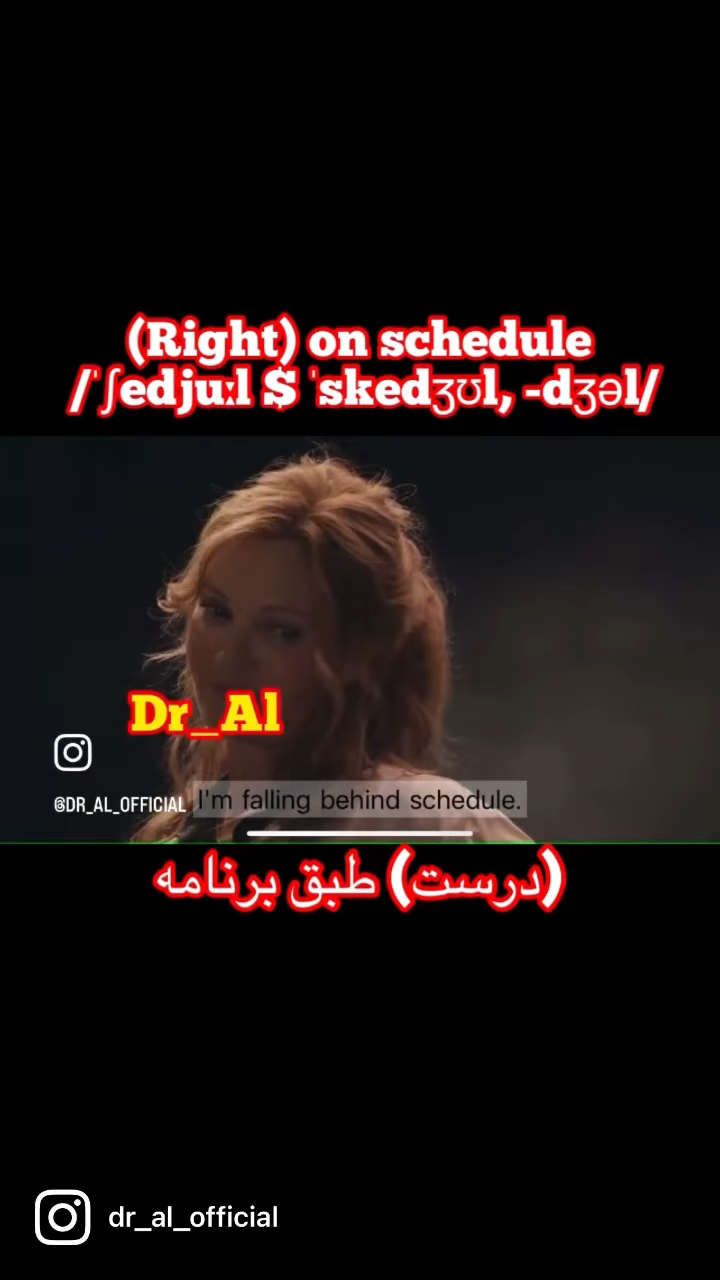 (Right) on schedule
/ˈʃedjuːl $ ˈskedʒʊl, -dʒəl/
Dr_Al
@DR_AL_OFFICIAL
I'm falling behind schedule.
(درست) طبق برنامه
dr_al_official